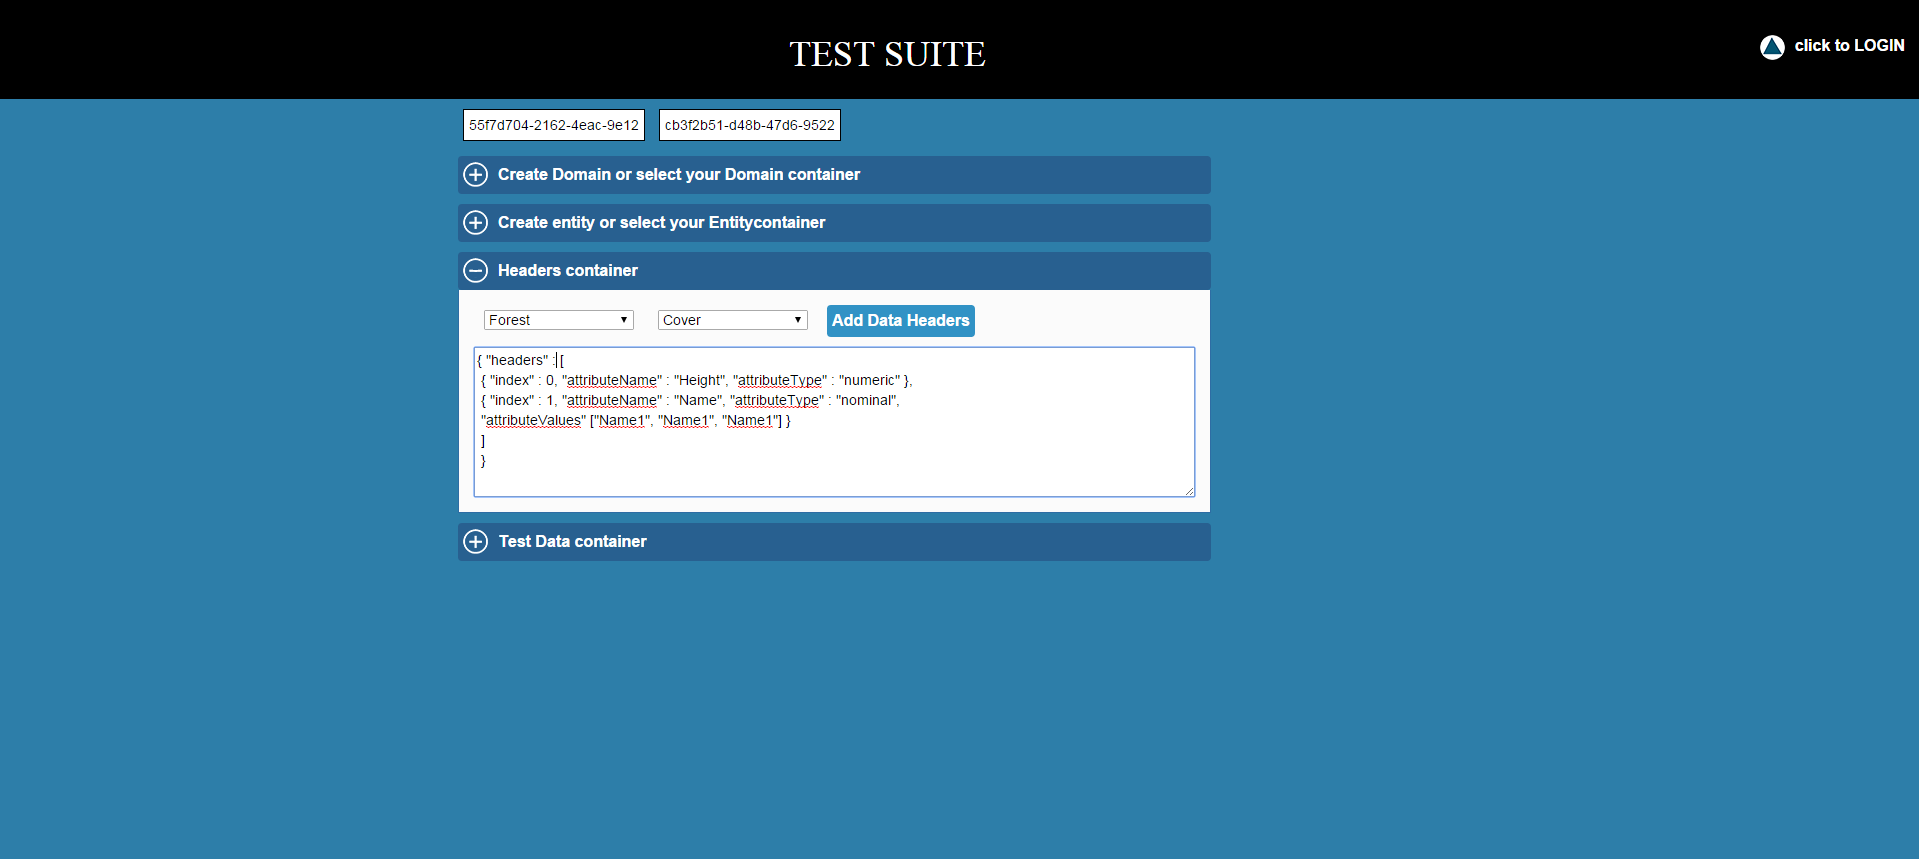 TEST SUITE
click to LOGIN
55f7d704-2162-4eac-9e12 cb3f2b51-d48b-47d6-9522
Create Domain or select your Domain container
Create entity or select your Entitycontainer
Headers container
Forest Cover Add Data Headers
{ "headers" : [
{ "index" : 0, "attributeName" : "Height", "attributeType" : "numeric" },
{ "index" : 1, "attributeName" : "Name", "attributeType" : "nominal",
"attributeValues" ["Name1", "Name1", "Name1"] }
]
}
Test Data container